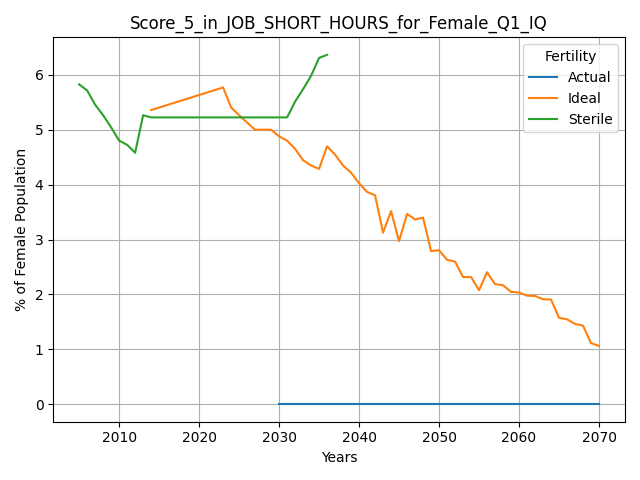 Score_5_in_JOB_SHORT_HOURS_for_Female_Q1_IQ
Fertility
Actual
Ideal
Sterile
% of Female Population
6
5
4
3
2
1
0
2010 2020 2030 2040 2050 2060 2070
Years